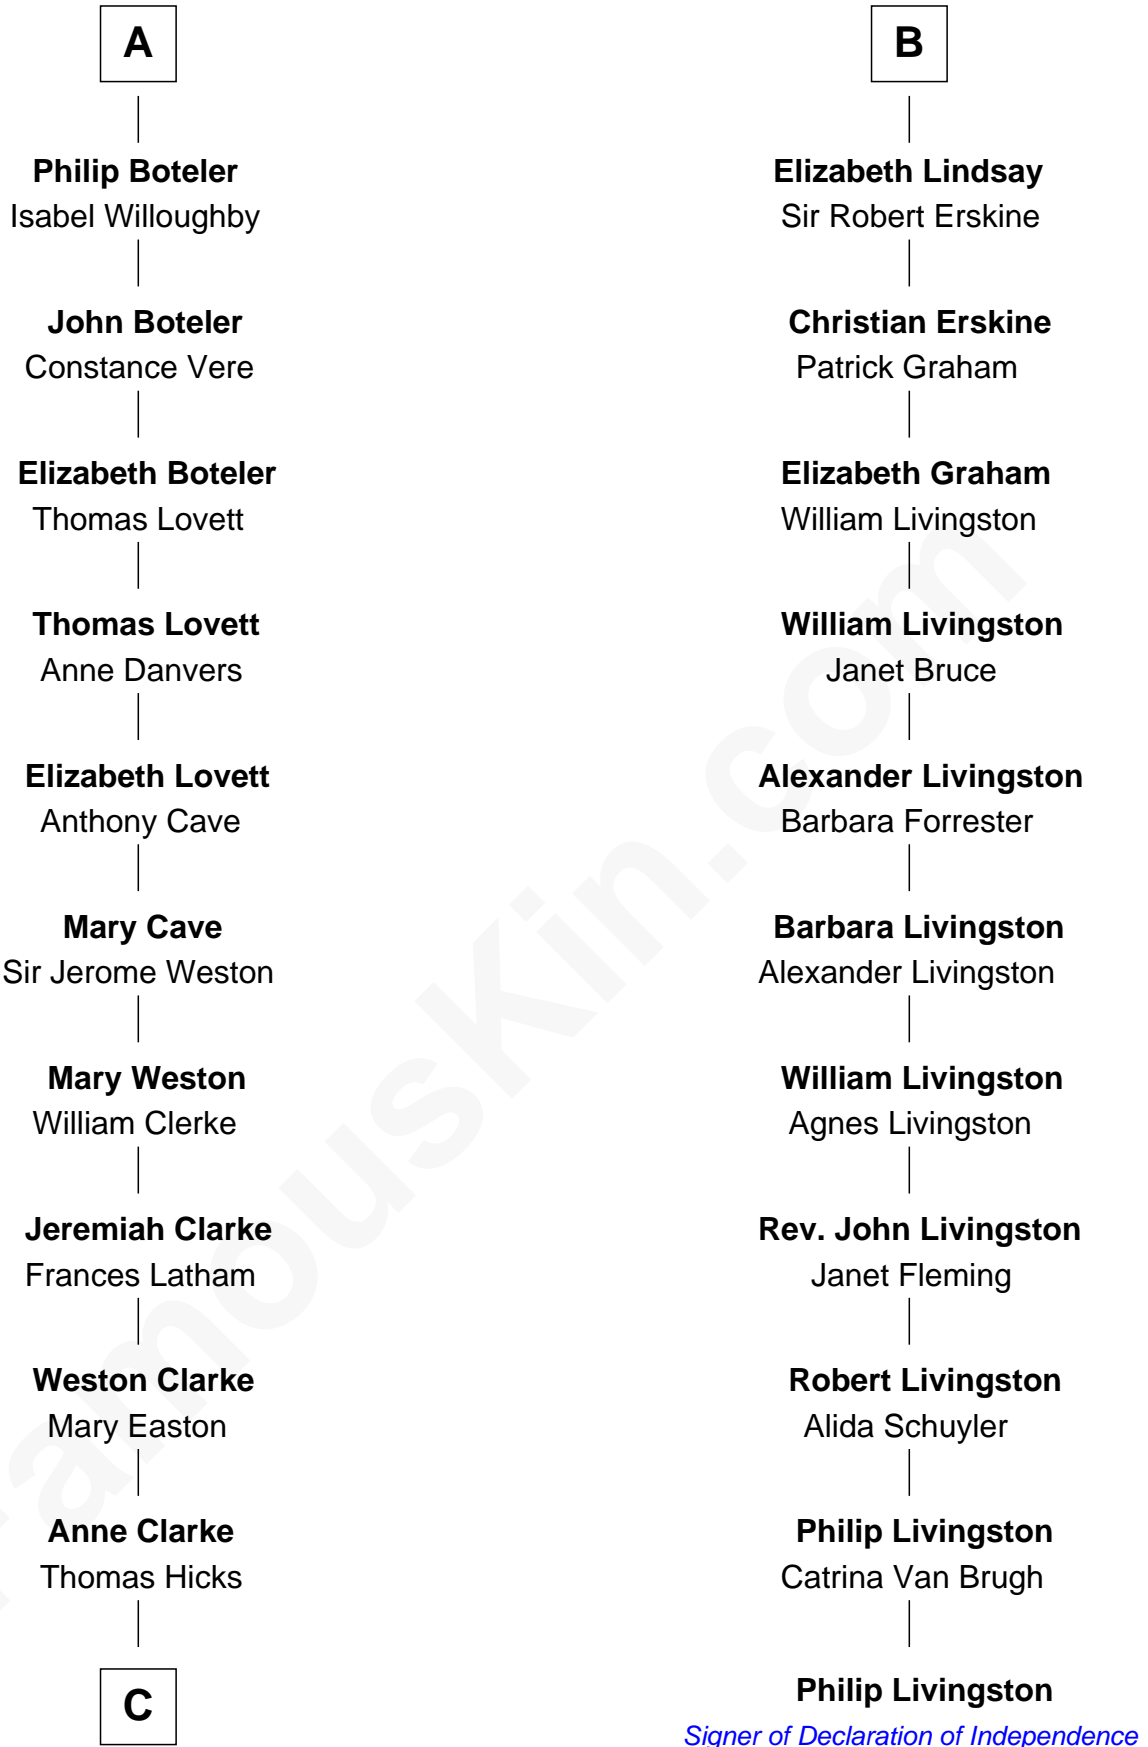 A
Philip Boteler
Isabel Willoughby
John Boteler
Constance Vere
Elizabeth Boteler
Thomas Lovett
Thomas Lovett
Anne Danvers
Elizabeth Lovett
Anthony Cave
Mary Cave
Sir Jerome Weston
Mary Weston
William Clerke
Jeremiah Clarke
Frances Latham
Weston Clarke
Mary Easton
Anne Clarke
Thomas Hicks
C
B
Elizabeth Lindsay
Sir Robert Erskine
Christian Erskine
Patrick Graham
Elizabeth Graham
William Livingston
William Livingston
Janet Bruce
Alexander Livingston
Barbara Forrester
Barbara Livingston
Alexander Livingston
William Livingston
Agnes Livingston
Rev. John Livingston
Janet Fleming
Robert Livingston
Alida Schuyler
Philip Livingston
Catrina Van Brugh
Philip Livingston
Signer of Declaration of Independence
FamousKin.com